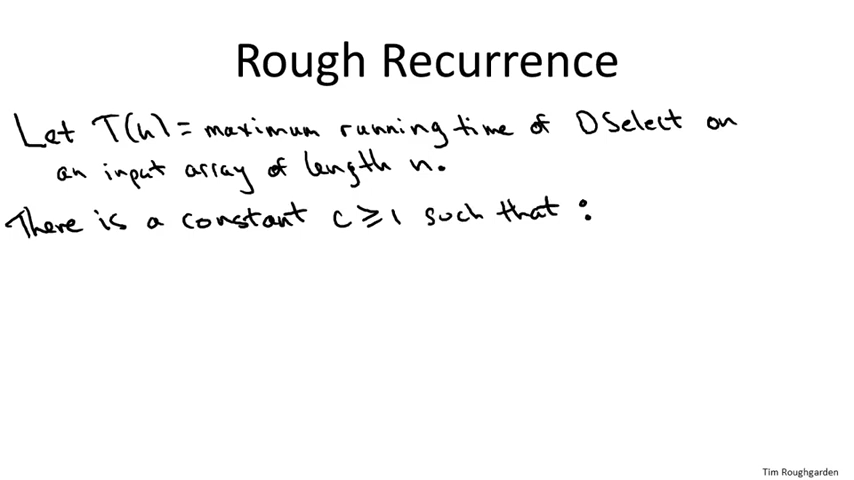 Rough Recurrence
Let T(n) = maximum running time of DSelect on
an input array of length n.
There is a constant c ≥ 1 such that :
Tim Roughgarden